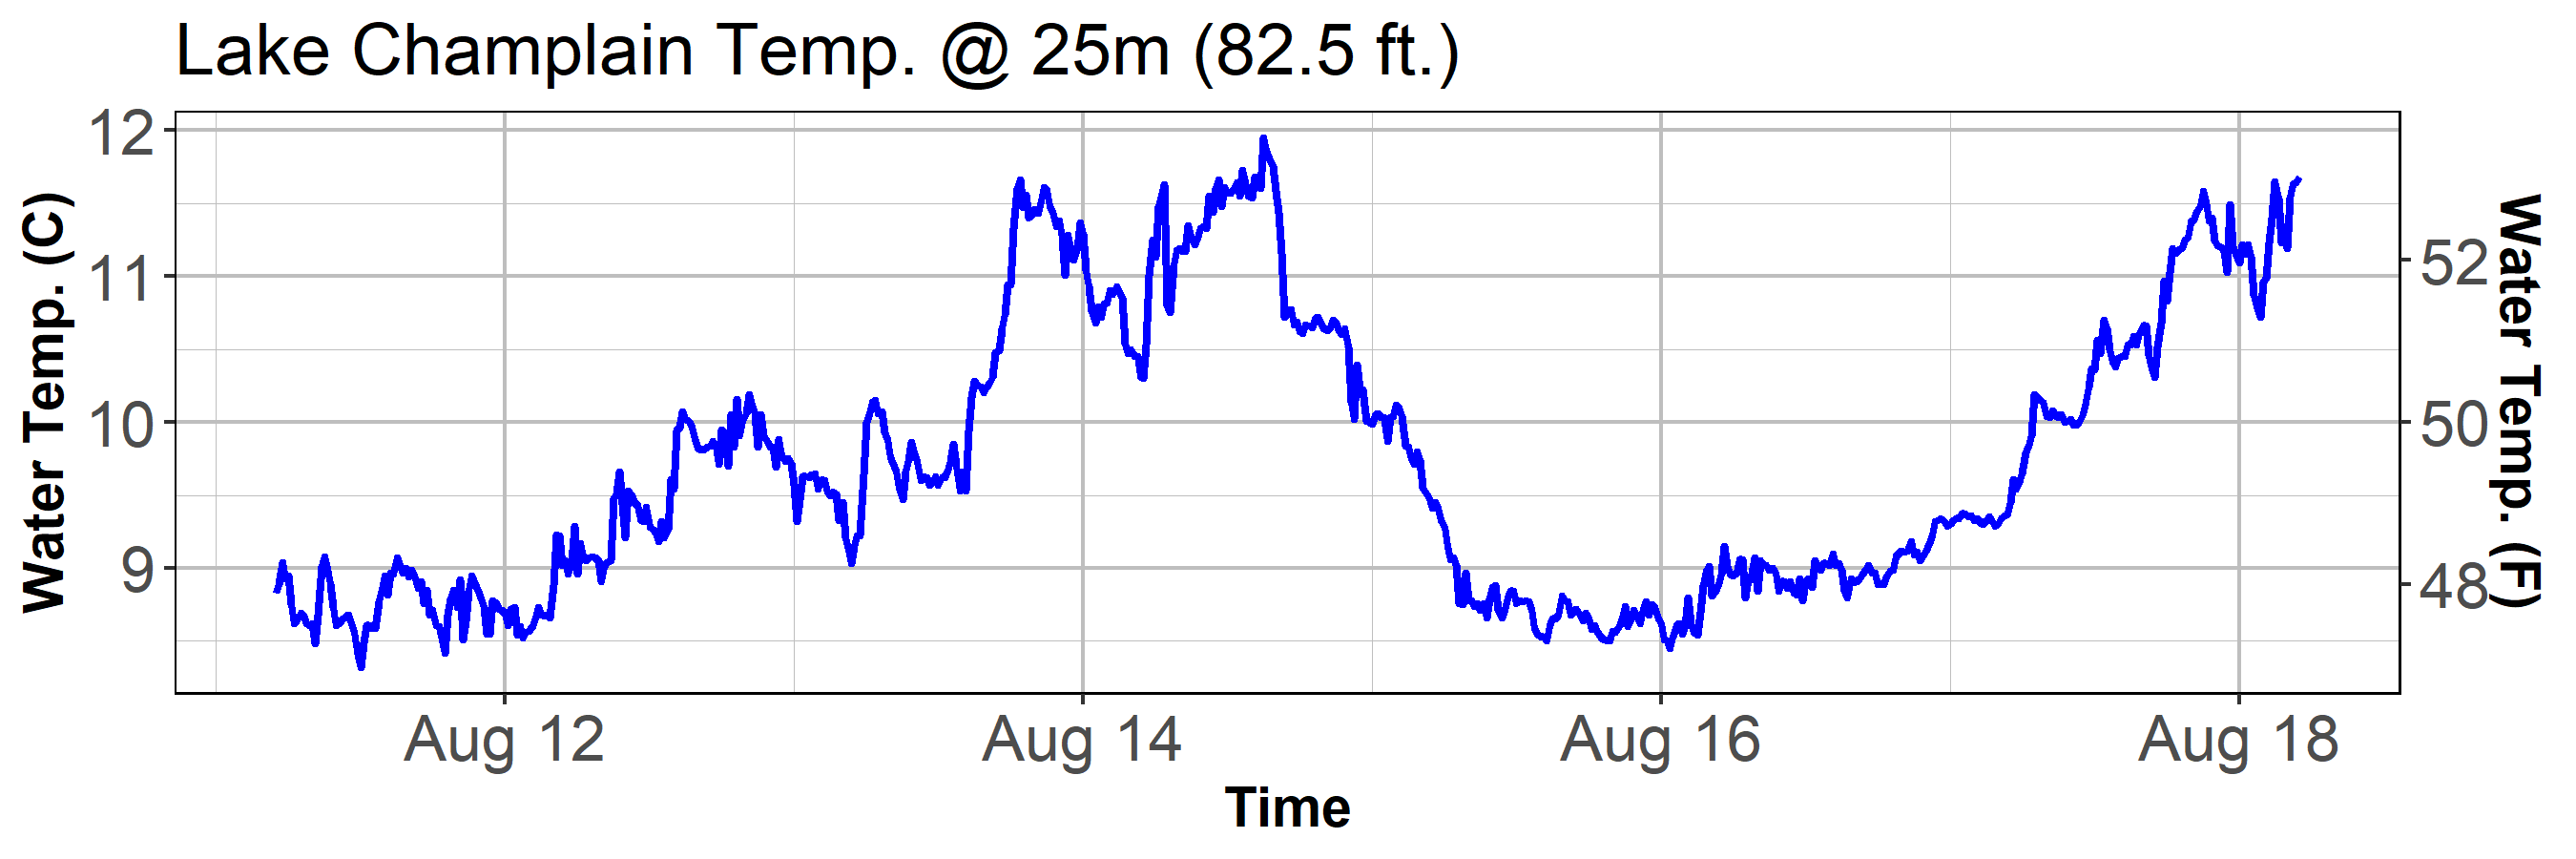 Lake Champlain Temp. @ 25m (82.5 ft.)
Water Temp. (C)
12
11
10
9
52
50
48
Water Temp. (F)
Aug 12 Aug 14 Aug 16 Aug 18
Time